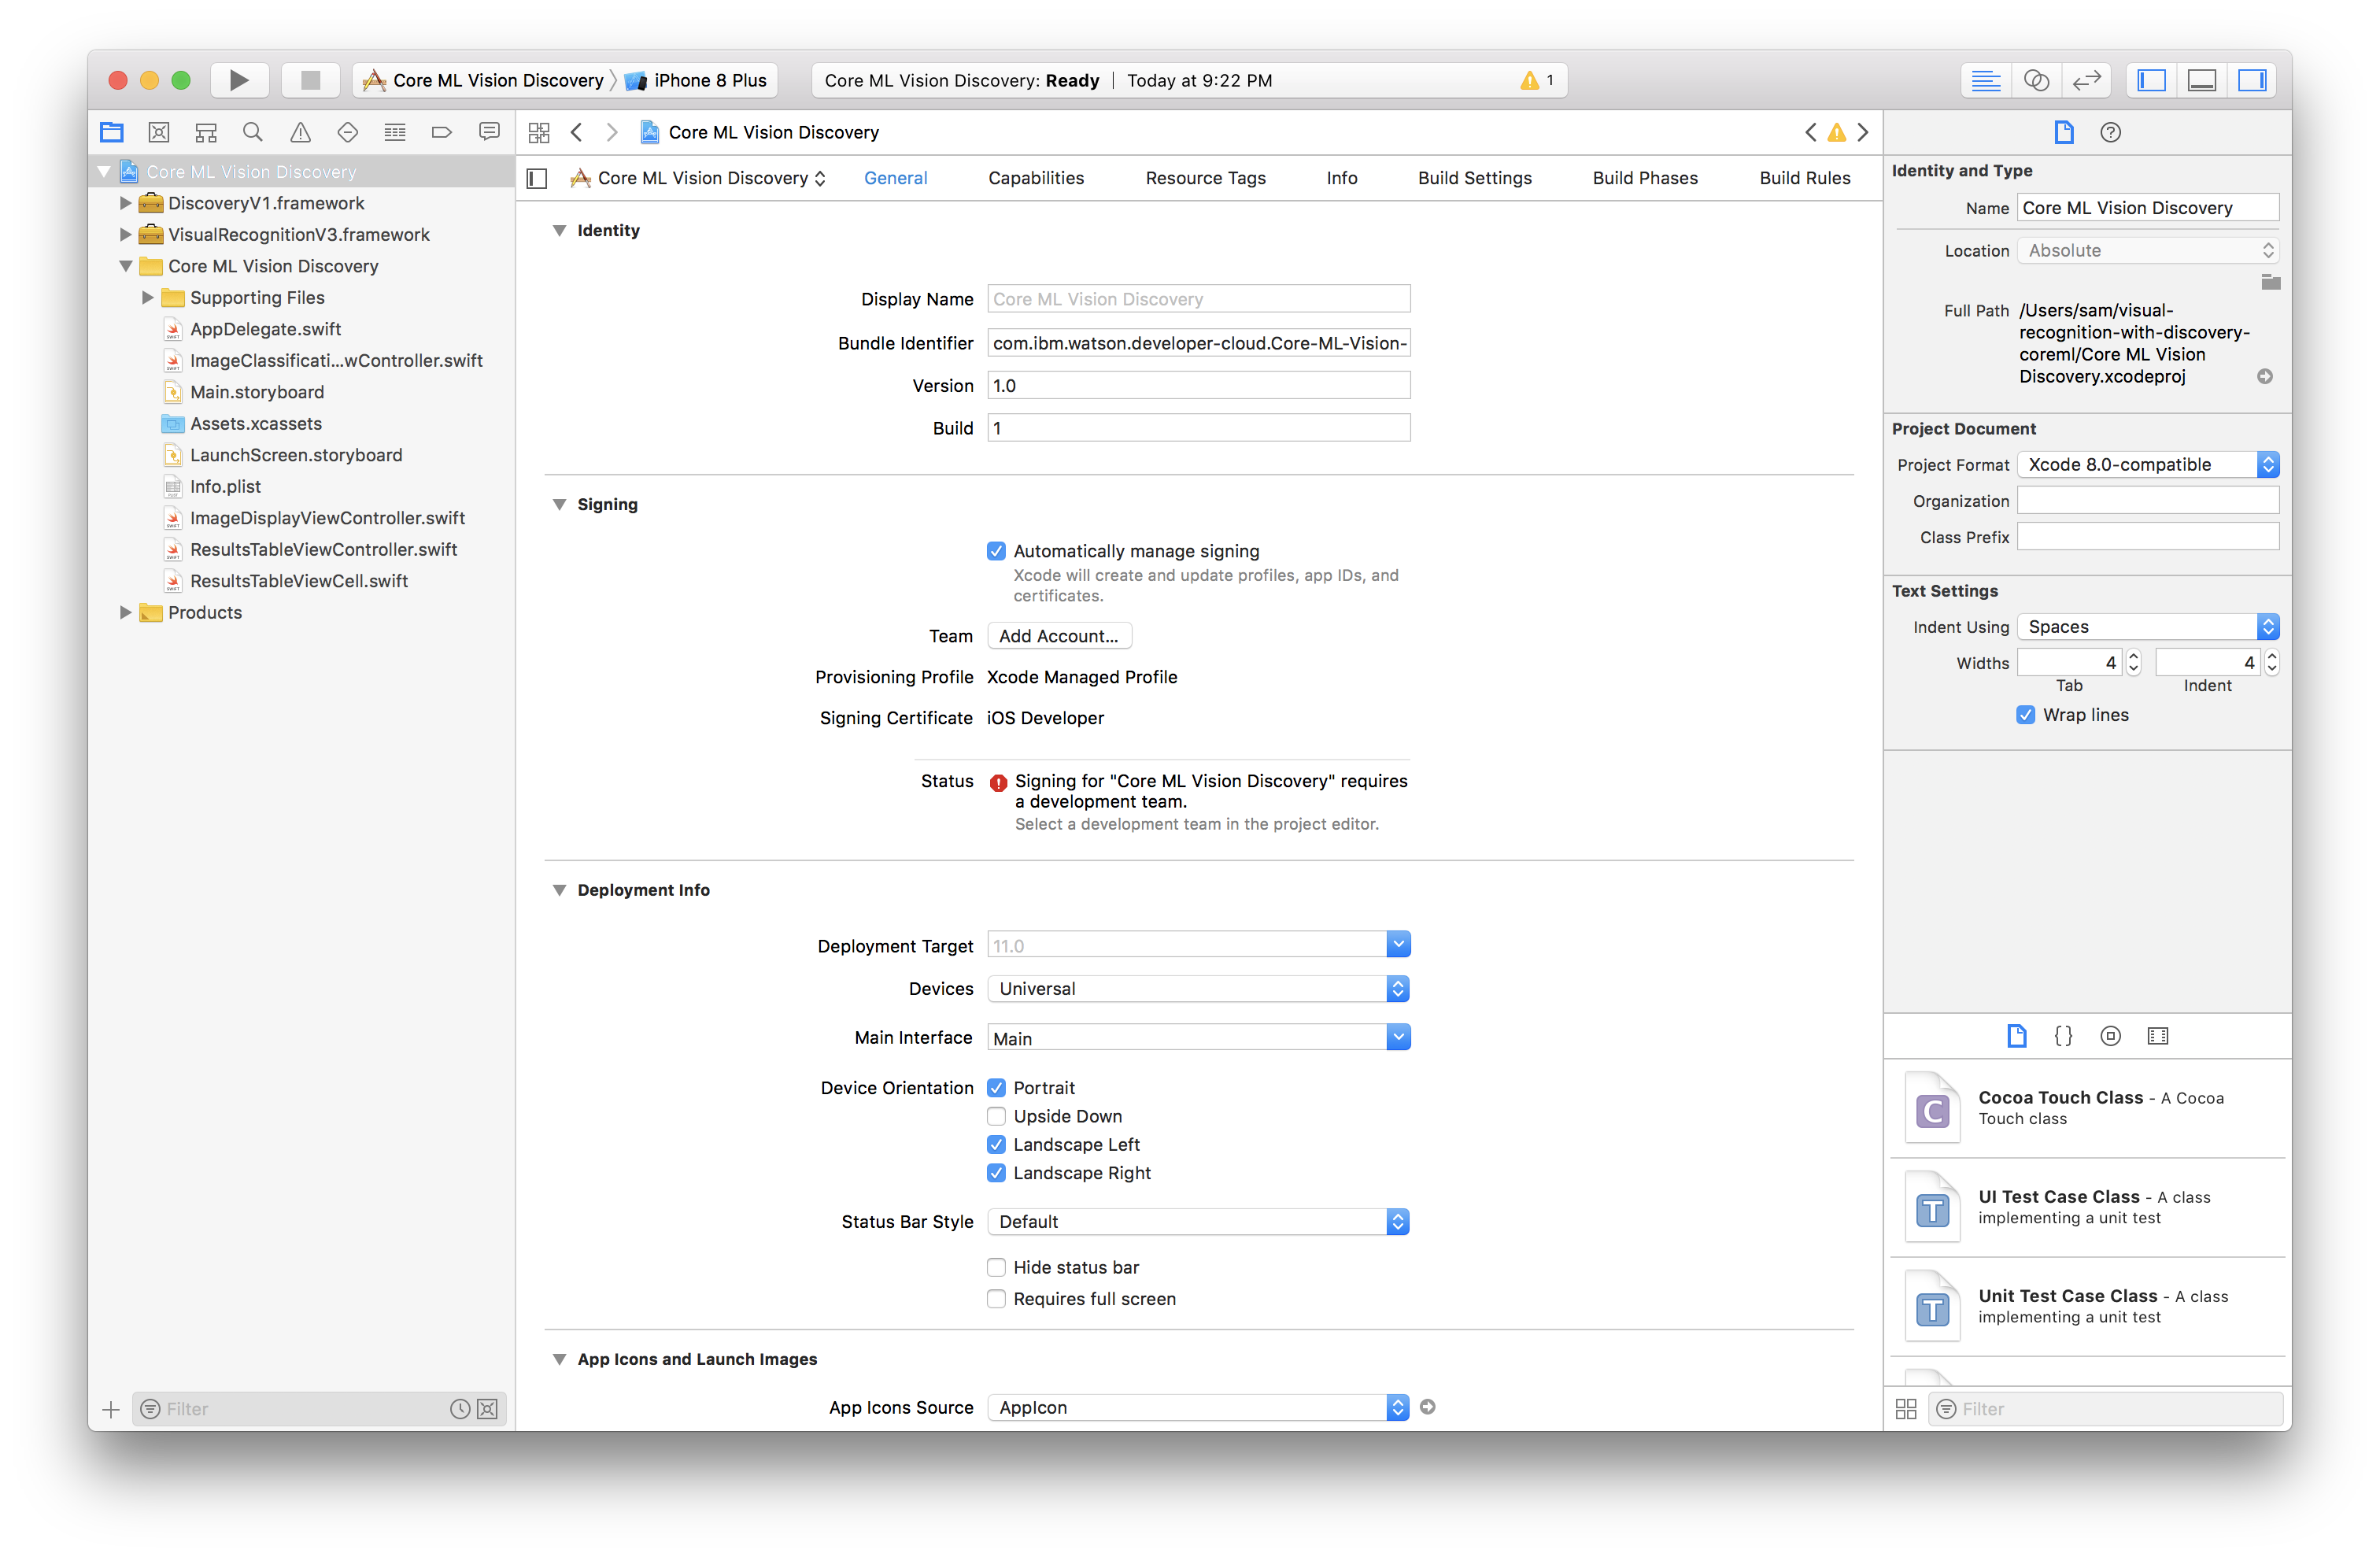 Core ML Vision Discovery
iPhone 8 Plus
Core ML Vision Discovery: Ready
Today at 9:22 PM
1
Core ML Vision Discovery
DiscoveryV1.framework
VisualRecognitionV3.framework
Core ML Vision Discovery
Supporting Files
AppDelegate.swift
ImageClassificati...wController.swift
Main.storyboard
Assets.xcassets
LaunchScreen.storyboard
Info.plist
ImageDisplayViewController.swift
ResultsTableViewController.swift
ResultsTableViewCell.swift
Products
Filter
Core ML Vision Discovery
Core ML Vision Discovery
General
Capabilities
Resource Tags
Info
Build Settings
Build Phases
Build Rules
Identity
Display Name Core ML Vision Discovery
Bundle Identifier com.ibm.watson.developer-cloud.Core-ML-Vision-
Version 1.0
Build 1
Signing
Automatically manage signing
Xcode will create and update profiles, app IDs, and
certificates.
Team Add Account...
Provisioning Profile Xcode Managed Profile
Signing Certificate iOS Developer
Status Signing for "Core ML Vision Discovery" requires
a development team.
Select a development team in the project editor.
Deployment Info
Deployment Target 11.0
Devices Universal
Main Interface Main
Device Orientation Portrait
Upside Down
Landscape Left
Landscape Right
Status Bar Style Default
Hide status bar
Requires full screen
App Icons and Launch Images
App Icons Source AppIcon
Identity and Type
Name Core ML Vision Discovery
Location Absolute
Full Path /Users/sam/visual-
recognition-with-discovery-
coreml/Core ML Vision
Discovery.xcodeproj
Project Document
Project Format Xcode 8.0-compatible
Organization
Class Prefix
Text Settings
Indent Using Spaces
Widths 4 4
Tab Indent
Wrap lines
{}
C
Cocoa Touch Class - A Cocoa
Touch class
T
UI Test Case Class - A class
implementing a unit test
T
Unit Test Case Class - A class
implementing a unit test
Filter